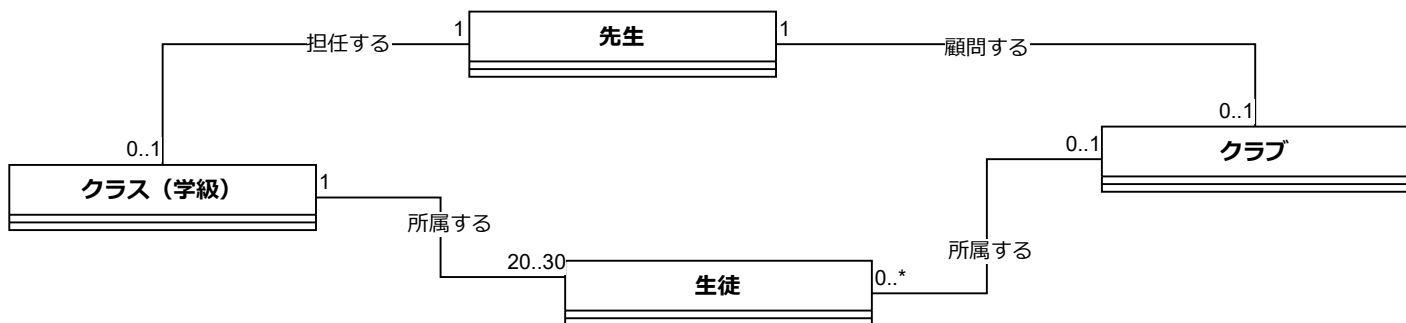 先生
1
担任する
1
顧問する
0..1
0..1
クラス（学級）
1
所属する
20..30
生徒
0..*
所属する
0..1
クラブ